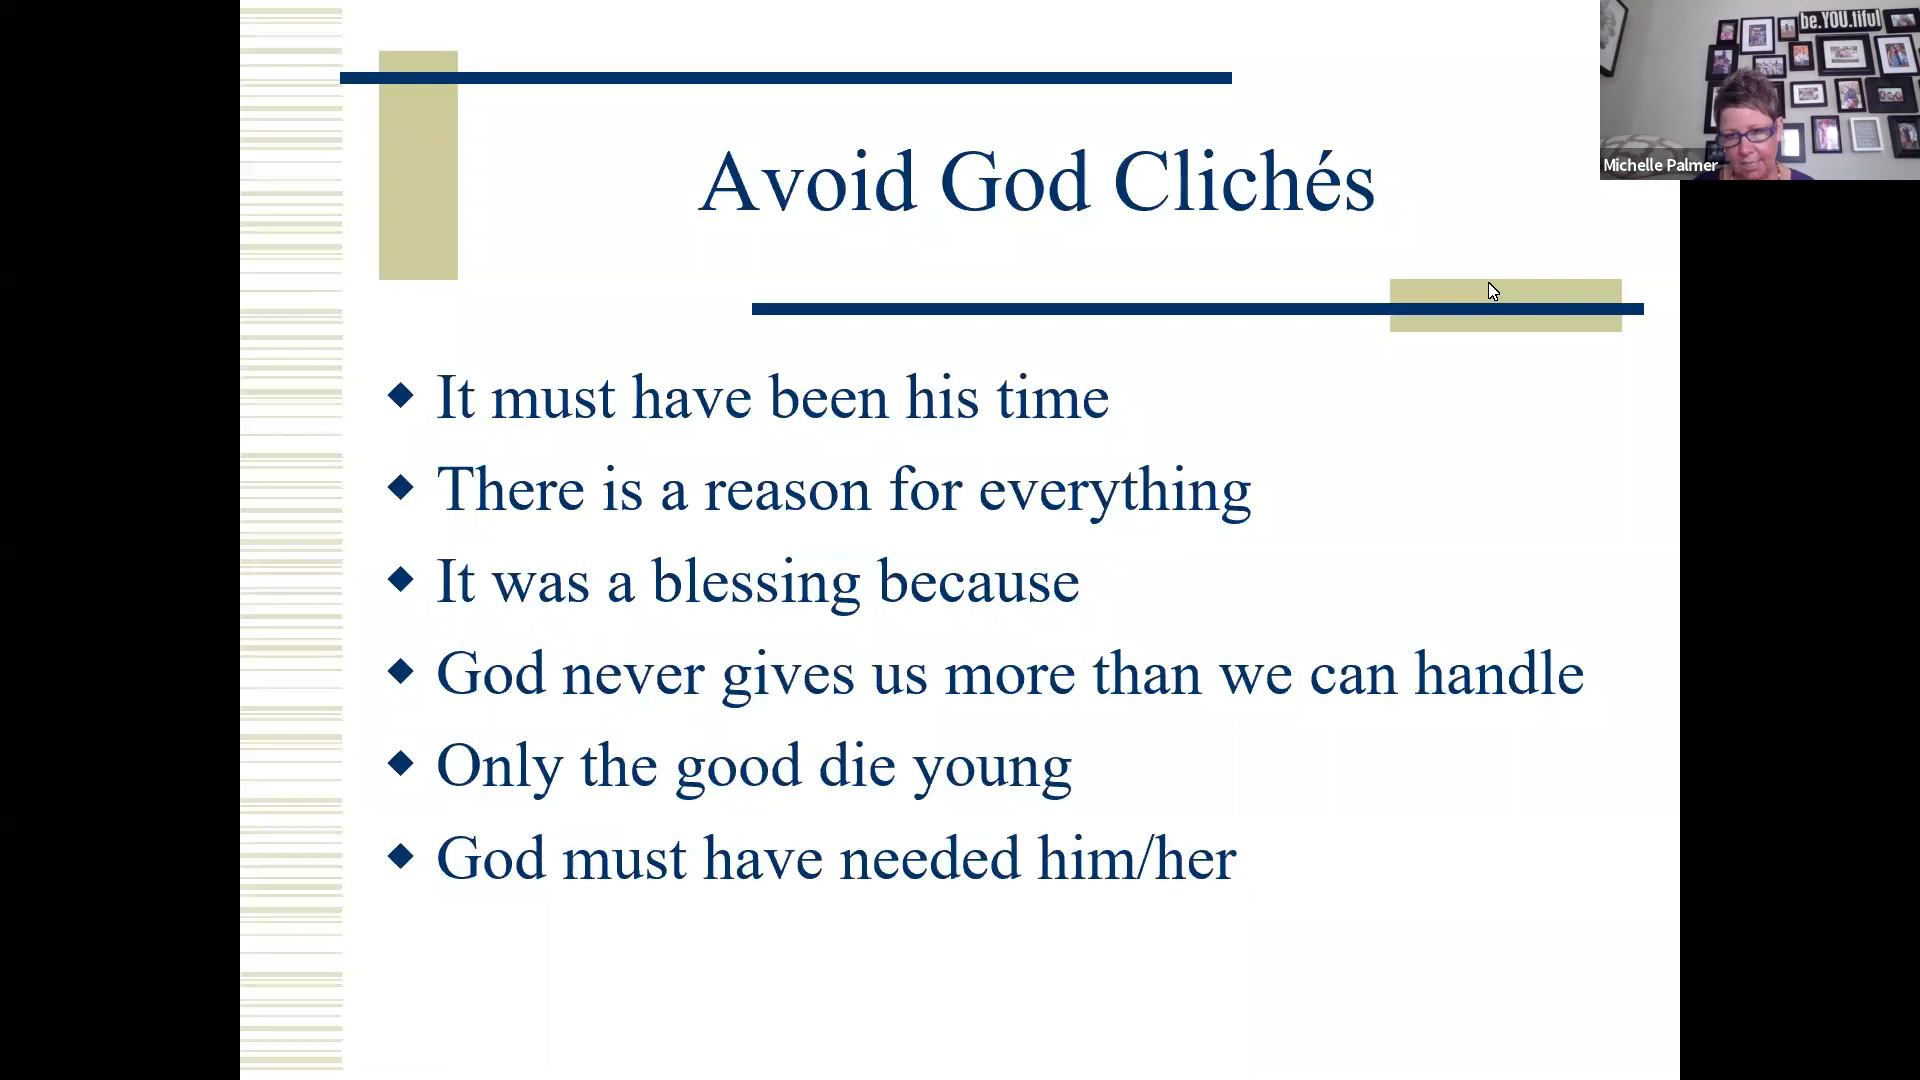 be.YOU.tiful
Michelle Palmer
Avoid God Clichés
It must have been his time
There is a reason for everything
It was a blessing because
God never gives us more than we can handle
Only the good die young
God must have needed him/her